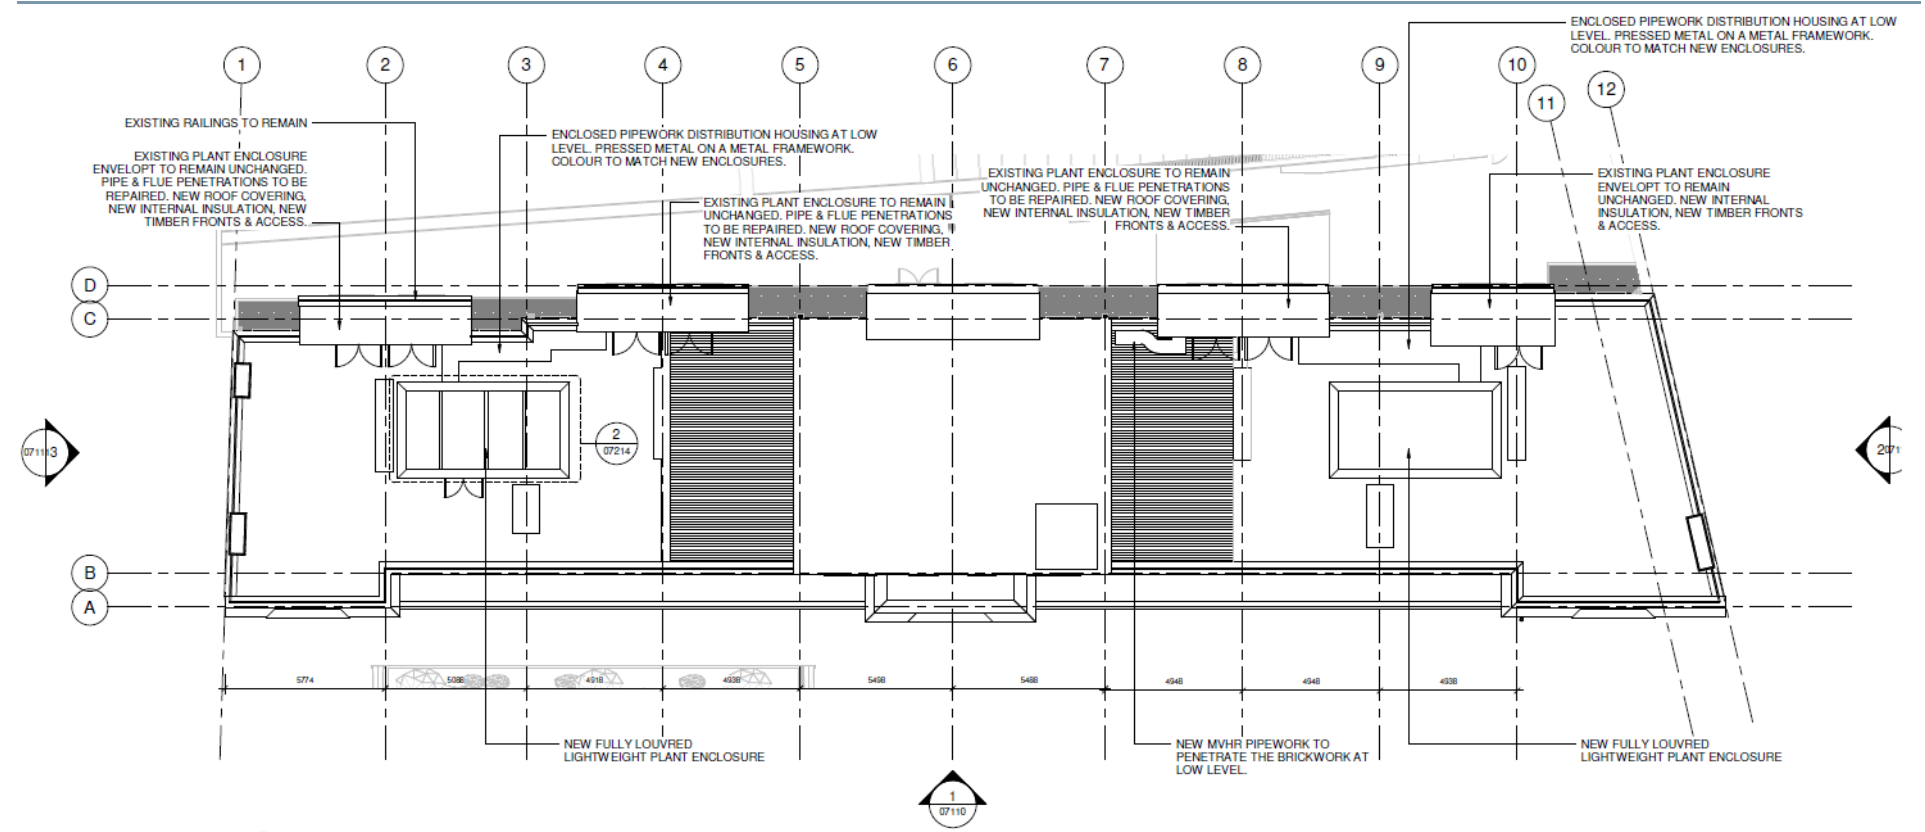 ENCLOSED PIPEWORK DISTRIBUTION HOUSING AT LOW
LEVEL. PRESSED METAL ON A METAL FRAMEWORK.
COLOUR TO MATCH NEW ENCLOSURES.
1
2
3
4
5
6
7
8
9
10
11
12
EXISTING RAILINGS TO REMAIN
EXISTING PLANT ENCLOSURE
ENVELOPT TO REMAIN UNCHANGED.
PIPE & FLUE PENETRATIONS TO BE
REPAIRED. NEW ROOF COVERING,
NEW INTERNAL INSULATION, NEW
TIMBER FRONTS & ACCESS.
ENCLOSED PIPEWORK DISTRIBUTION HOUSING AT LOW
LEVEL. PRESSED METAL ON A METAL FRAMEWORK.
COLOUR TO MATCH NEW ENCLOSURES.
EXISTING PLANT ENCLOSURE TO REMAIN
UNCHANGED. PIPE & FLUE PENETRATIONS
TO BE REPAIRED. NEW ROOF COVERING,
NEW INTERNAL INSULATION, NEW TIMBER
FRONTS & ACCESS.
EXISTING PLANT ENCLOSURE TO REMAIN
UNCHANGED. PIPE & FLUE PENETRATIONS
TO BE REPAIRED. NEW ROOF COVERING,
NEW INTERNAL INSULATION, NEW TIMBER
FRONTS & ACCESS.
EXISTING PLANT ENCLOSURE
ENVELOPT TO REMAIN
UNCHANGED. NEW INTERNAL
INSULATION, NEW TIMBER FRONTS
& ACCESS.
D
C
B
A
3
2
2
07214
5774
5088
4918
4938
5498
5488
4948
4948
4938
NEW FULLY LOUVRED
LIGHTWEIGHT PLANT ENCLOSURE
NEW MVHR PIPEWORK TO
PENETRATE THE BRICKWORK AT
LOW LEVEL.
NEW FULLY LOUVRED
LIGHTWEIGHT PLANT ENCLOSURE
1
07110